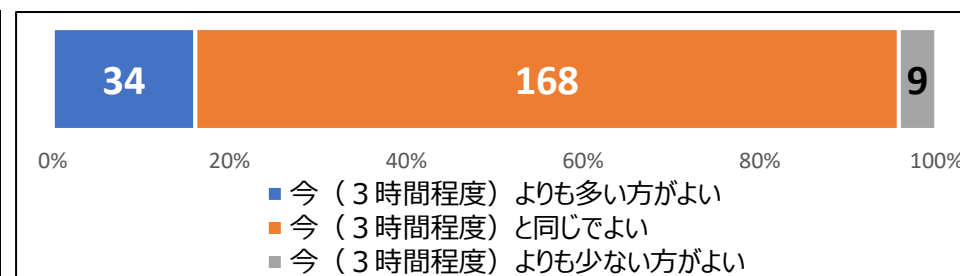 34 168 9
0% 20% 40% 60% 80% 100%
■ 今（３時間程度）よりも多い方がよい
■ 今（３時間程度）と同じでよい
■ 今（３時間程度）よりも少ない方がよい